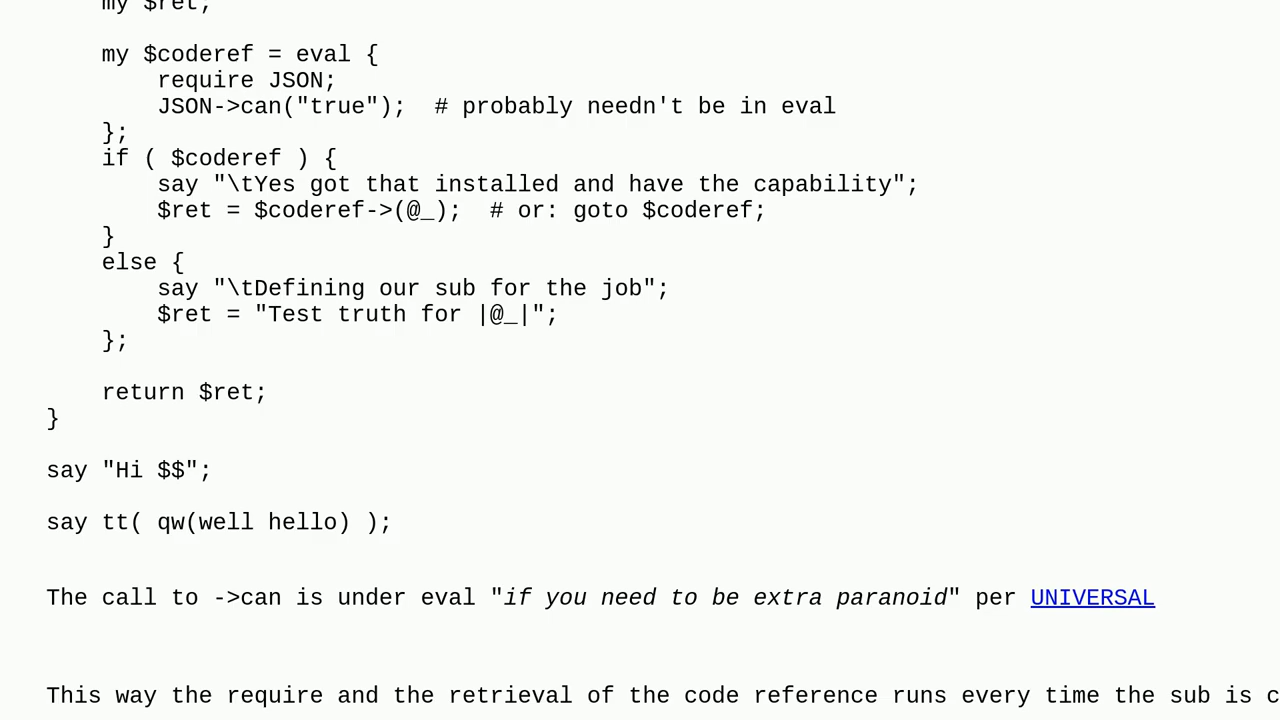 my $ret;
my $coderef = eval {
require JSON;
JSON->can("true");  # probably needn't be in eval
};
if ( $coderef ) {
say "\tYes got that installed and have the capability";
$ret = $coderef->(@_);  # or: goto $coderef;
}
else {
say "\tDefining our sub for the job";
$ret = "Test truth for |@_|";
};
return $ret;
}
say "Hi $$";
say tt( qw(well hello) );
The call to ->can is under eval "if you need to be extra paranoid" per UNIVERSAL
This way the require and the retrieval of the code reference runs every time the sub is